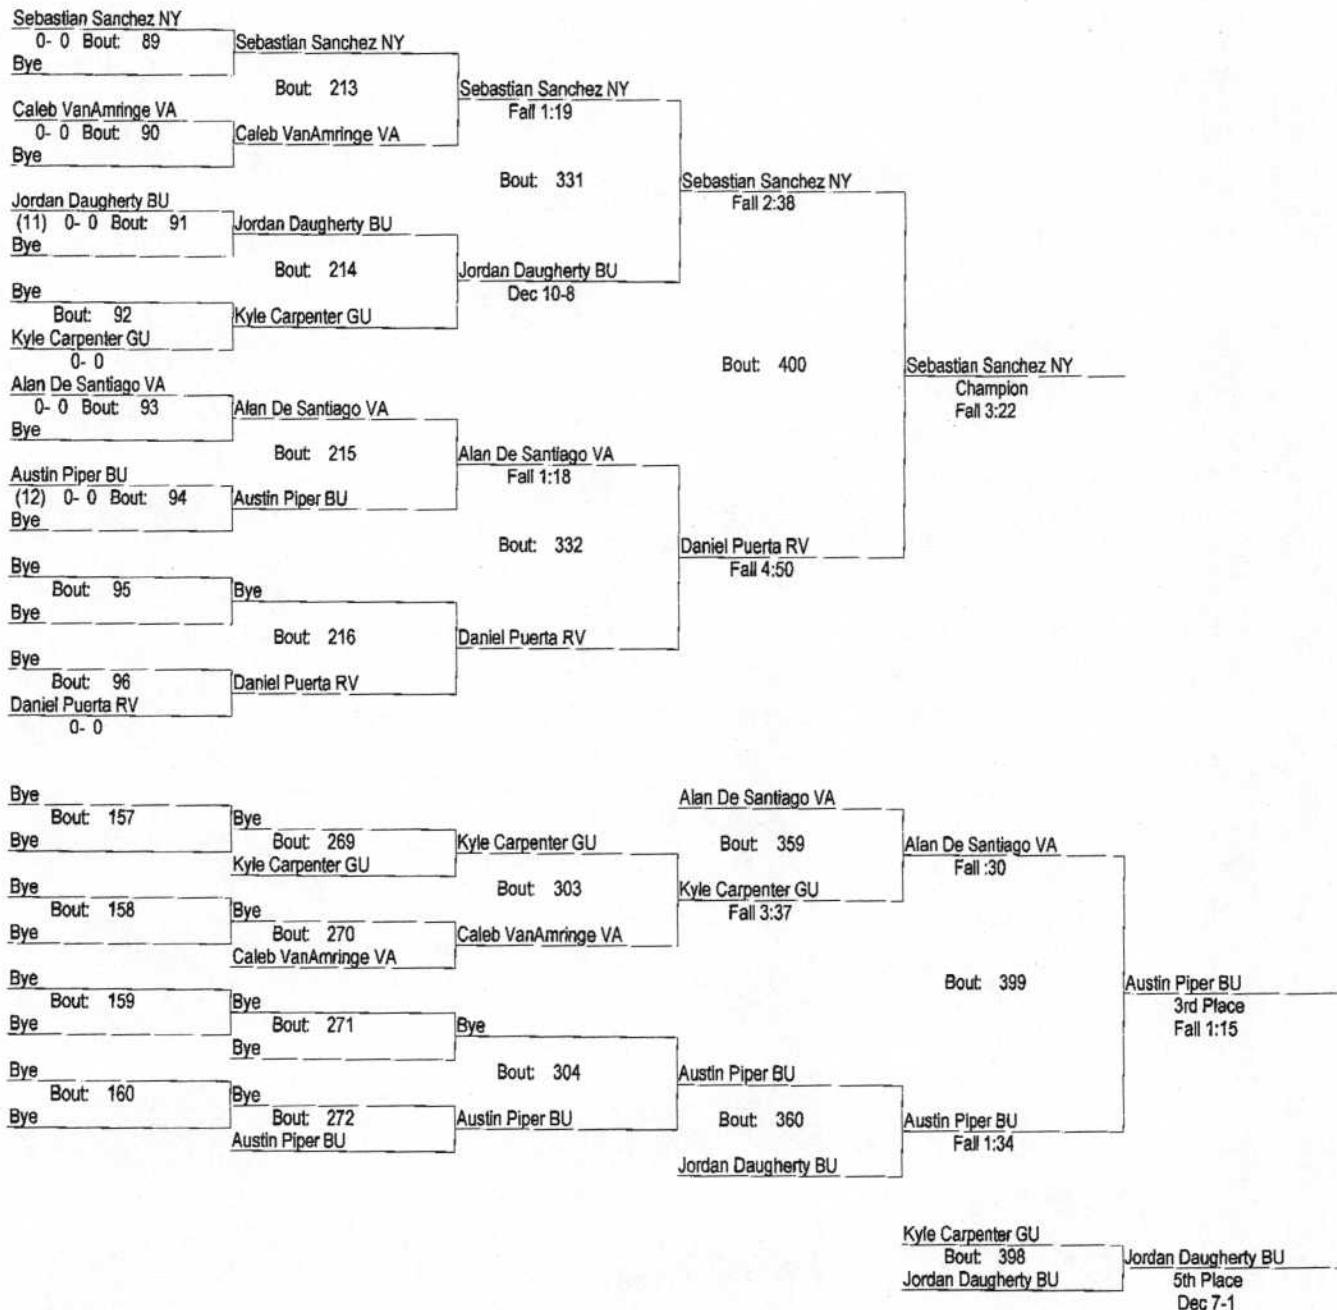 Sebastian Sanchez NY
0- 0 Bout: 89
Bye
Sebastian Sanchez NY
Bout: 213
Caleb VanAmringe VA
0- 0 Bout: 90
Bye
Caleb VanAmringe VA
Sebastian Sanchez NY
Fall 1:19
Bout: 331
Jordan Daugherty BU
(11) 0- 0 Bout: 91
Bye
Jordan Daugherty BU
Bout: 214
Bye
Bout: 92
Kyle Carpenter GU
0- 0
Kyle Carpenter GU
Jordan Daugherty BU
Dec 10-8
Sebastian Sanchez NY
Fall 2:38
Bout: 400
Alan De Santiago VA
0- 0 Bout: 93
Bye
Alan De Santiago VA
Bout: 215
Austin Piper BU
(12) 0- 0 Bout: 94
Bye
Austin Piper BU
Alan De Santiago VA
Fall 1:18
Bout: 332
Bye
Bout: 95
Bye
Bye
Bout: 216
Bye
Bout: 96
Daniel Puerta RV
0- 0
Daniel Puerta RV
Daniel Puerta RV
Daniel Puerta RV
Fall 4:50
Sebastian Sanchez NY
Champion
Fall 3:22
Bye
Bout: 157
Bye
Bye
Bout: 269
Kyle Carpenter GU
Kyle Carpenter GU
Bout: 303
Bye
Bout: 158
Bye
Bye
Bout: 270
Caleb VanAmringe VA
Caleb VanAmringe VA
Alan De Santiago VA
Bout: 359
Kyle Carpenter GU
Fall 3:37
Alan De Santiago VA
Fall :30
Bout: 399
Bye
Bout: 159
Bye
Bye
Bout: 271
Bye
Bye
Bout: 304
Bye
Bout: 160
Bye
Bye
Bout: 272
Austin Piper BU
Austin Piper BU
Austin Piper BU
Bout: 360
Jordan Daugherty BU
Austin Piper BU
Fall 1:34
Austin Piper BU
3rd Place
Fall 1:15
Kyle Carpenter GU
Bout: 398
Jordan Daugherty BU
Jordan Daugherty BU
5th Place
Dec 7-1